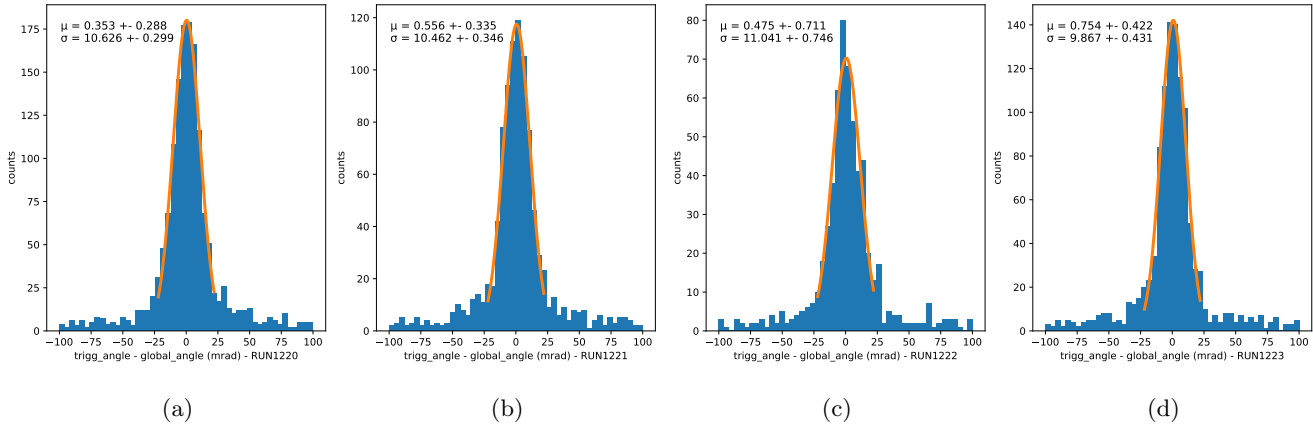 μ = 0.353 +- 0.288
σ = 10.626 +- 0.299
counts
175
150
125
100
75
50
25
0
−100 −75 −50 −25 0 25 50 75 100
trigg_angle - global_angle (mrad) - RUN1220
(a)
μ = 0.556 +- 0.335
σ = 10.462 +- 0.346
counts
120
100
80
60
40
20
0
−100 −75 −50 −25 0 25 50 75 100
trigg_angle - global_angle (mrad) - RUN1221
(b)
μ = 0.475 +- 0.711
σ = 11.041 +- 0.746
counts
80
70
60
50
40
30
20
10
0
−100 −75 −50 −25 0 25 50 75 100
trigg_angle - global_angle (mrad) - RUN1222
(c)
μ = 0.754 +- 0.422
σ = 9.867 +- 0.431
counts
140
120
100
80
60
40
20
0
−100 −75 −50 −25 0 25 50 75 100
trigg_angle - global_angle (mrad) - RUN1223
(d)